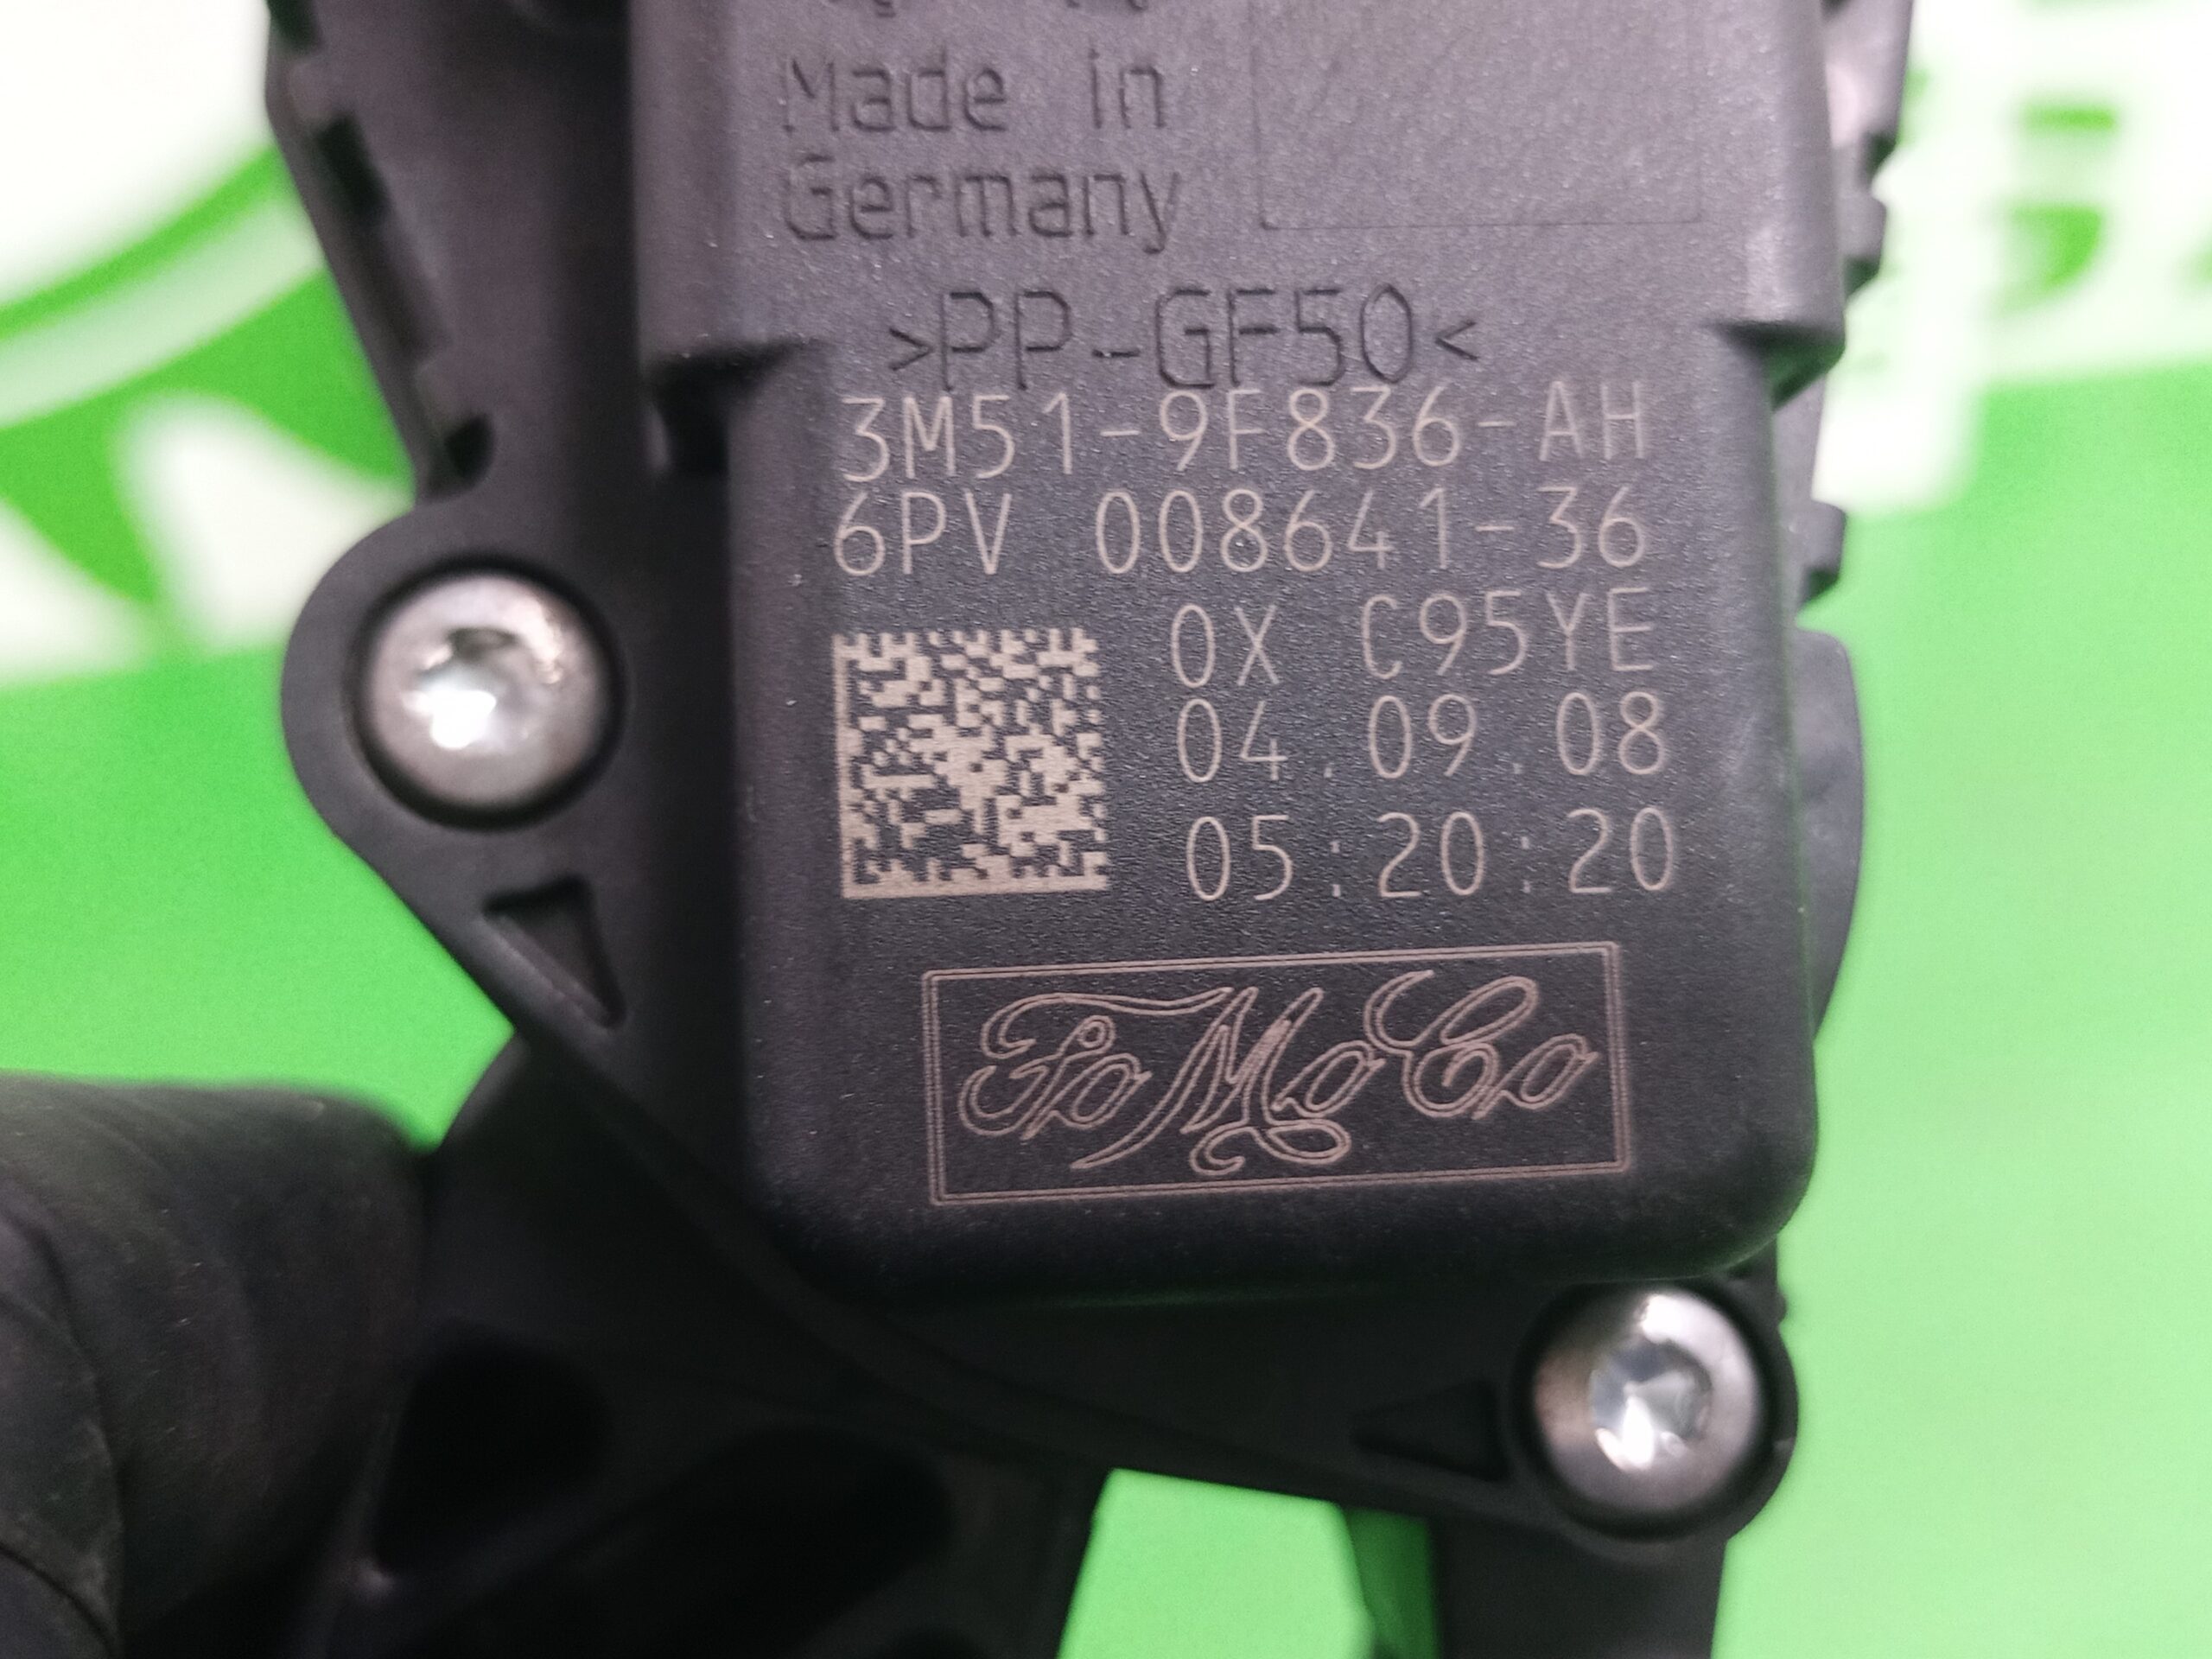 Made in
Germany
>PP-GF50<
3M51-9F836-AH
6PV 008641-36
0X C95YE
04.09.08
05:20:20
FoMoCo